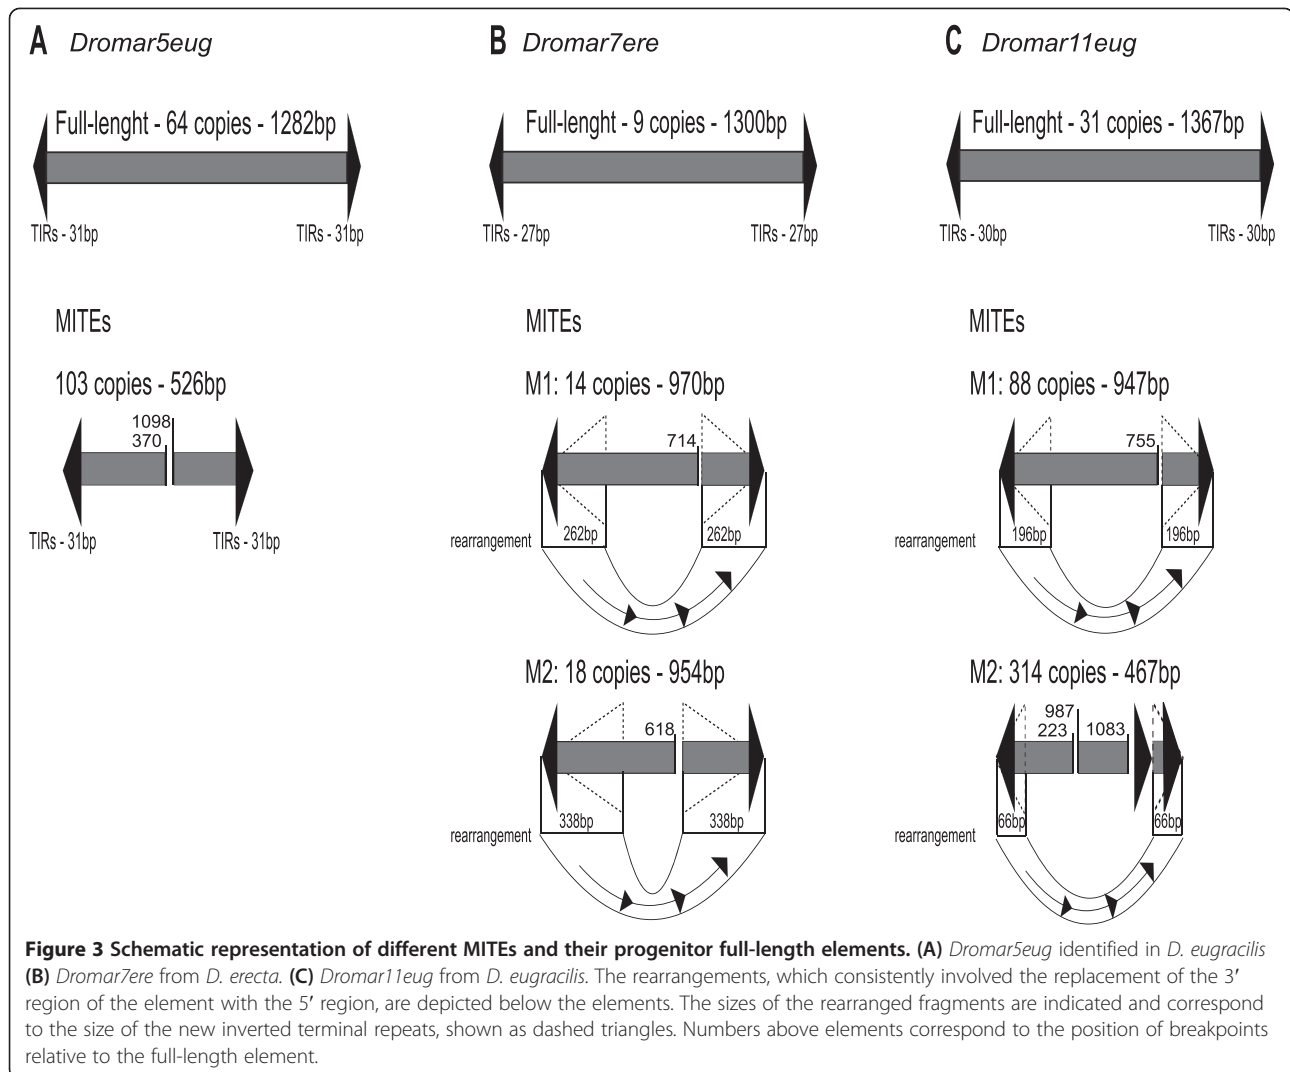 A Dromar5eug
Full-lenght - 64 copies - 1282bp
TIRs - 31bp TIRs - 31bp
MITEs
103 copies - 526bp
1098
370
TIRs - 31bp TIRs - 31bp
B Dromar7ere
Full-lenght - 9 copies - 1300bp
TIRs - 27bp TIRs - 27bp
MITEs
M1: 14 copies - 970bp
714
262bp 262bp
rearrangement
M2: 18 copies - 954bp
618
338bp 338bp
rearrangement
C Dromar11eug
Full-lenght - 31 copies - 1367bp
TIRs - 30bp TIRs - 30bp
MITEs
M1: 88 copies - 947bp
755
196bp 196bp
rearrangement
M2: 314 copies - 467bp
987
223 1083
66bp 66bp
rearrangement
Figure 3 Schematic representation of different MITEs and their progenitor full-length elements. (A) Dromar5eug identified in D. eugracilis
(B) Dromar7ere from D. erecta. (C) Dromar11eug from D. eugracilis. The rearrangements, which consistently involved the replacement of the 3′
region of the element with the 5′ region, are depicted below the elements. The sizes of the rearranged fragments are indicated and correspond
to the size of the new inverted terminal repeats, shown as dashed triangles. Numbers above elements correspond to the position of breakpoints
relative to the full-length element.